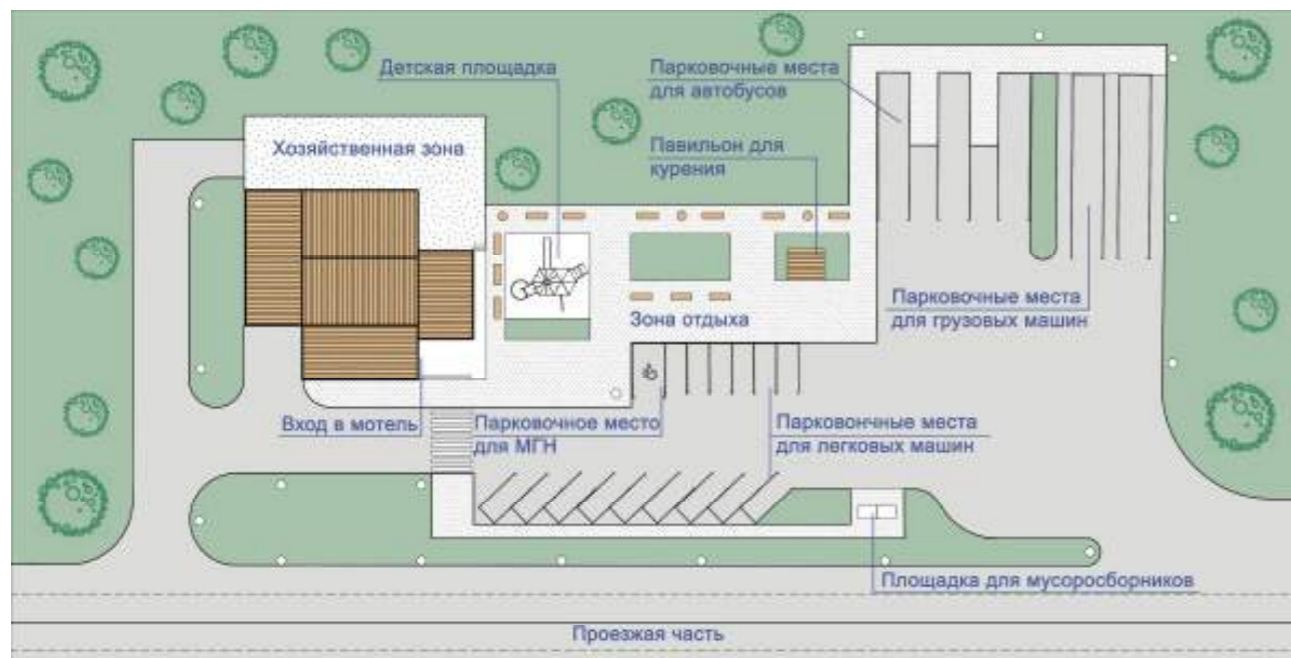 Детская площадка
Парковочные места
для автобусов
Хозяйственная зона
Павильон для
курения
Парковочные места
для грузовых машин
Зона отдыха
Вход в мотель
Парковочное место
для МГН
Парковончные места
для легковых машин
Площадка для мусоросборников
Проезжая часть